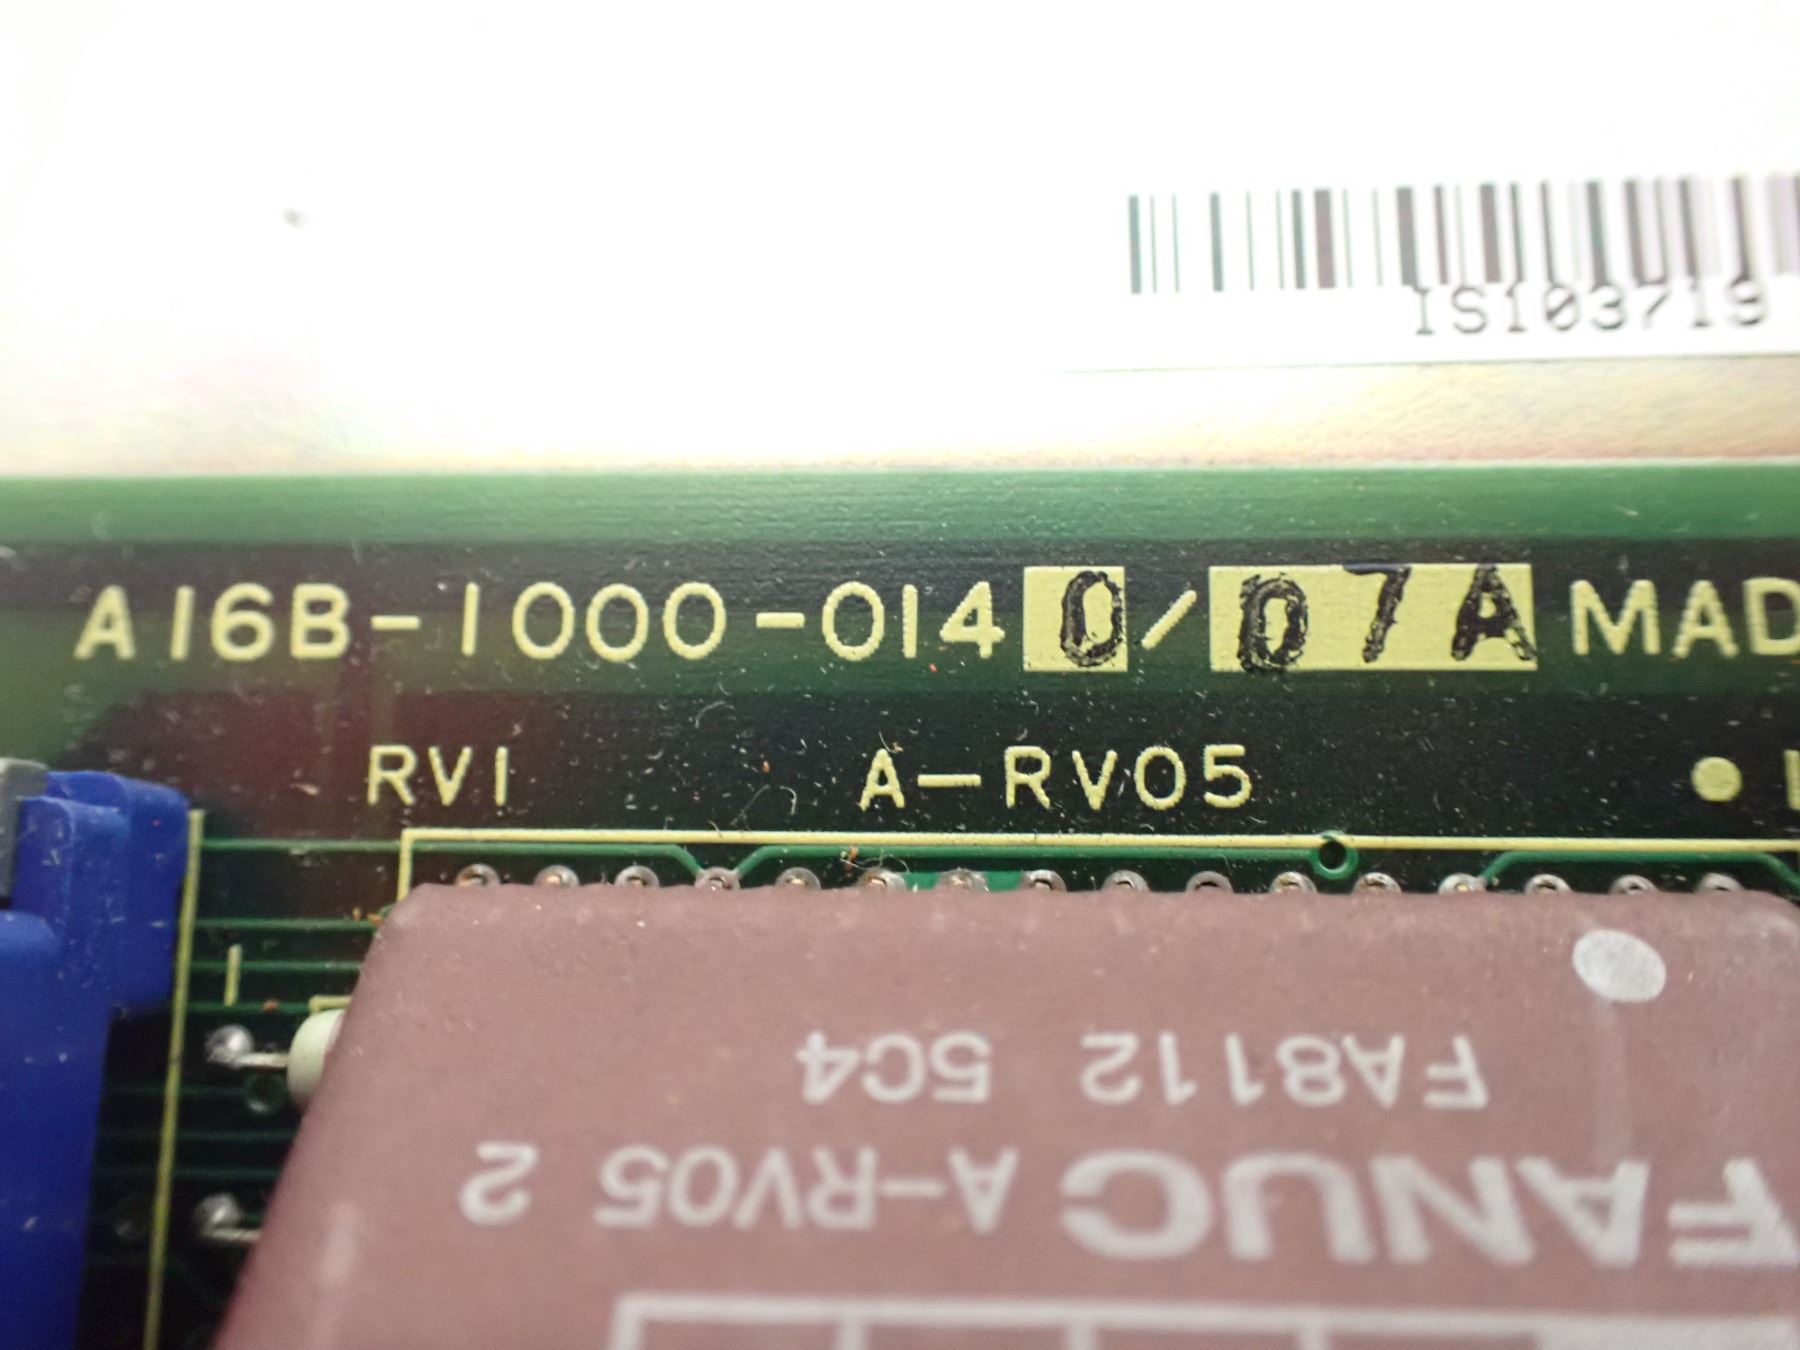 IS103719
A16B-1000-0140/07A MAD
RV1 A-RV05
FA8112 5C4
FANUC A-RV05 2